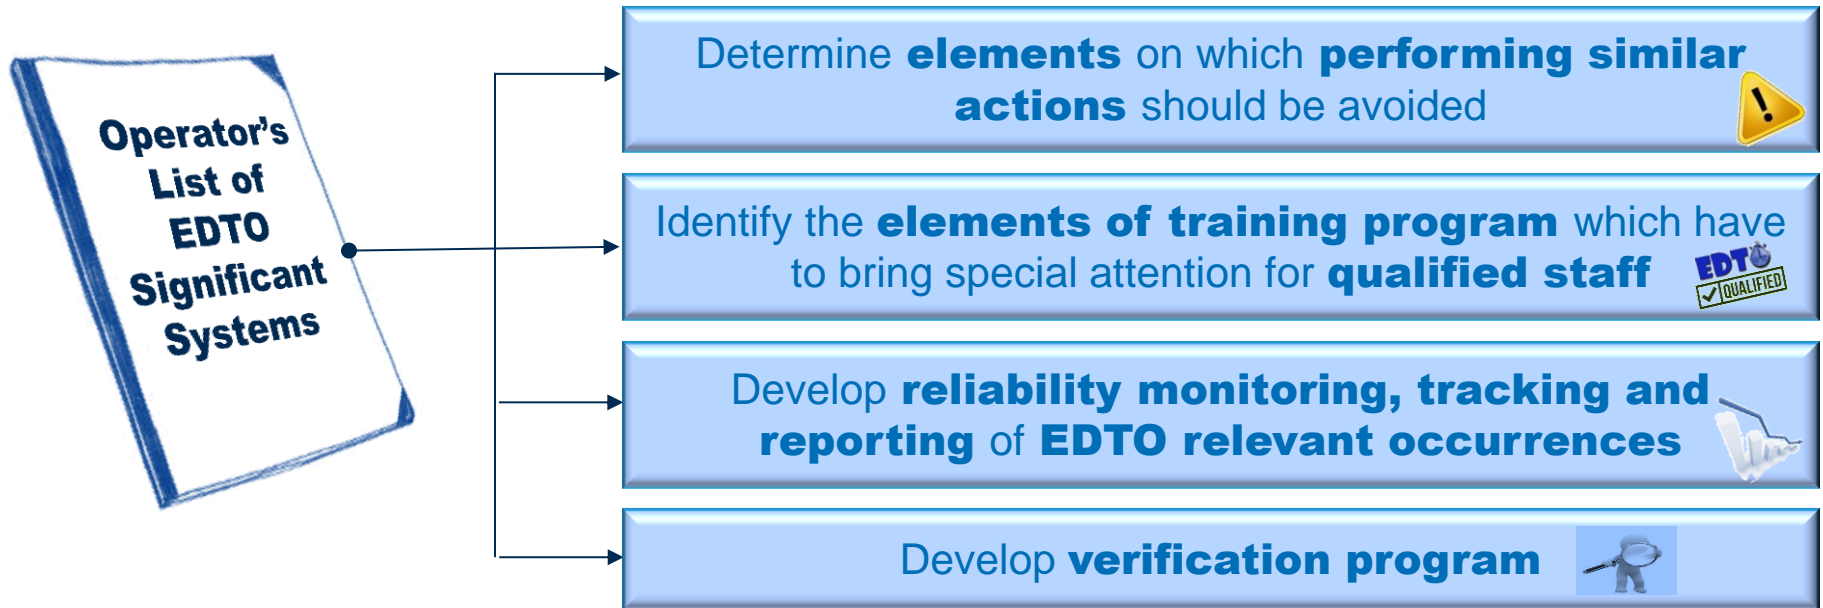 Operator's
List of
EDTO
Significant
Systems
Determine elements on which performing similar
actions should be avoided
Identify the elements of training program which have
to bring special attention for qualified staff
EDTO
QUALIFIED
Develop reliability monitoring, tracking and
reporting of EDTO relevant occurrences
Develop verification program